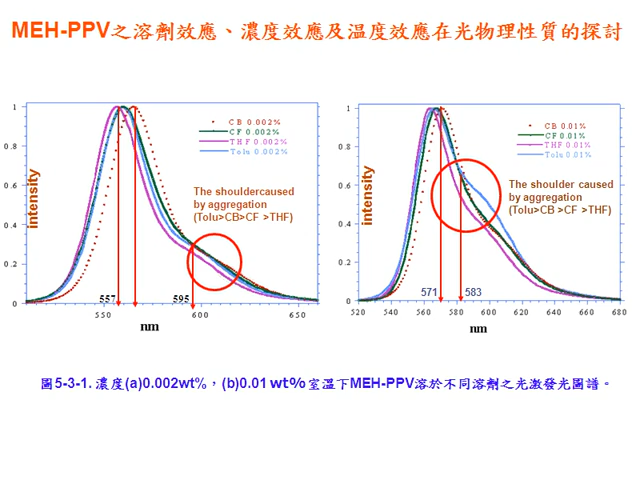 MEH-PPV之溶劑效應、濃度效應及溫度效應在光物理性質的探討
1
0.8
0.6
0.4
0.2
0
intensity
CB 0.002%
CF 0.002%
THF 0.002%
Tolu 0.002%
The shouldercaused
by aggregation
(Tolu>CB>CF >THF)
557
595
550
600
650
nm
1
0.8
0.6
0.4
0.2
0
intensity
CB 0.01%
CF 0.01%
THF 0.01%
Tolu 0.01%
The shoulder caused
by aggregation
(Tolu>CB >CF >THF)
571
583
520 540 560 580 600 620 640 660 680
nm
圖5-3-1. 濃度(a)0.002wt%，(b)0.01 wt%室溫下MEH-PPV溶於不同溶劑之光激發光圖譜。